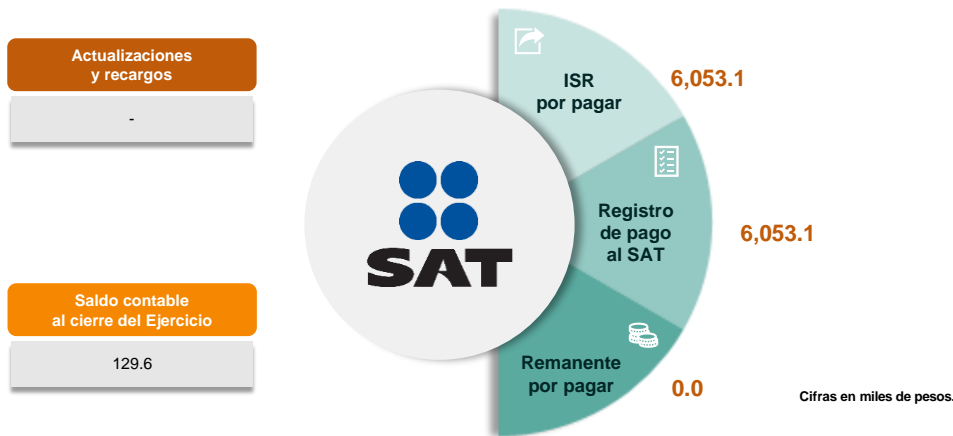 Actualizaciones
y recargos
-
Saldo contable
al cierre del Ejercicio
129.6
SAT
ISR
por pagar
6,053.1
Registro
de pago
al SAT
6,053.1
Remanente
por pagar
0.0
Cifras en miles de pesos.